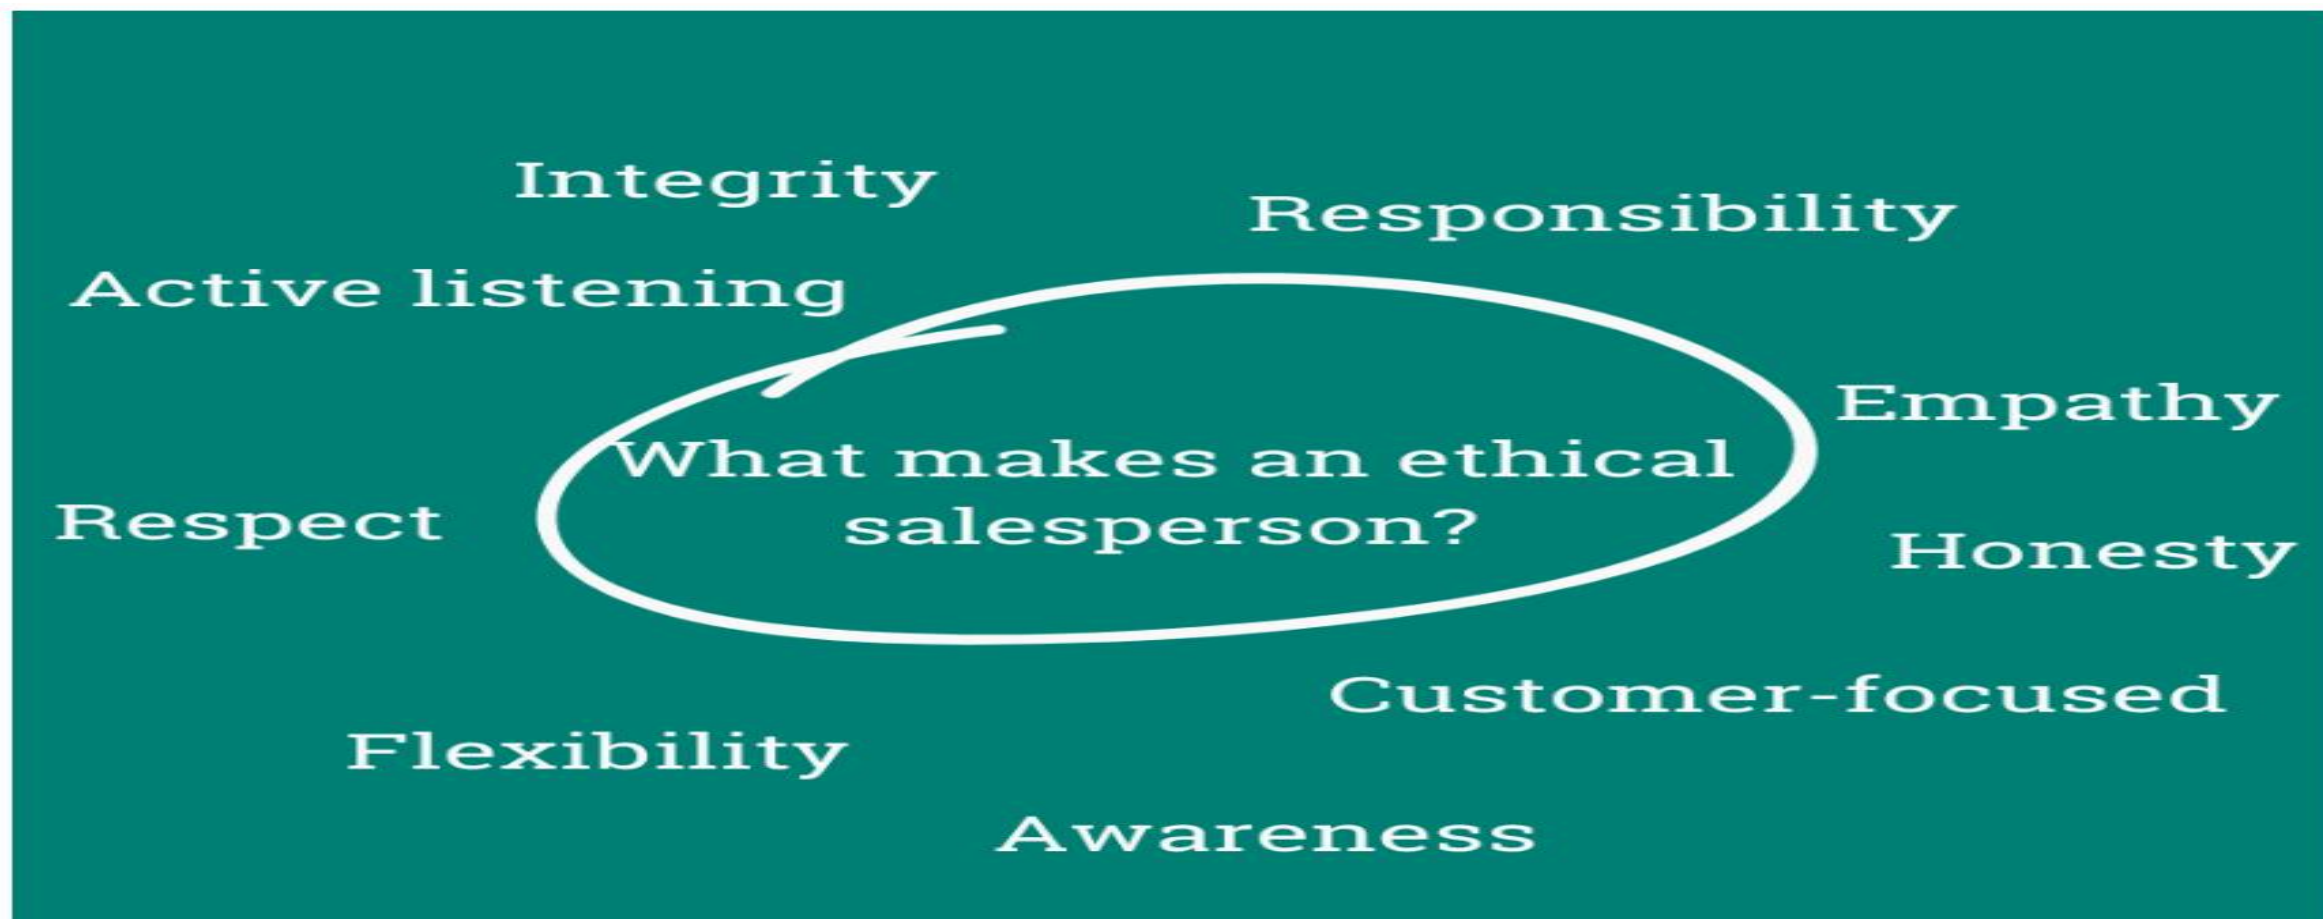 Integrity
Responsibility
Active listening
Empathy
What makes an ethical
salesperson?
Respect
Honesty
Customer-focused
Flexibility
Awareness